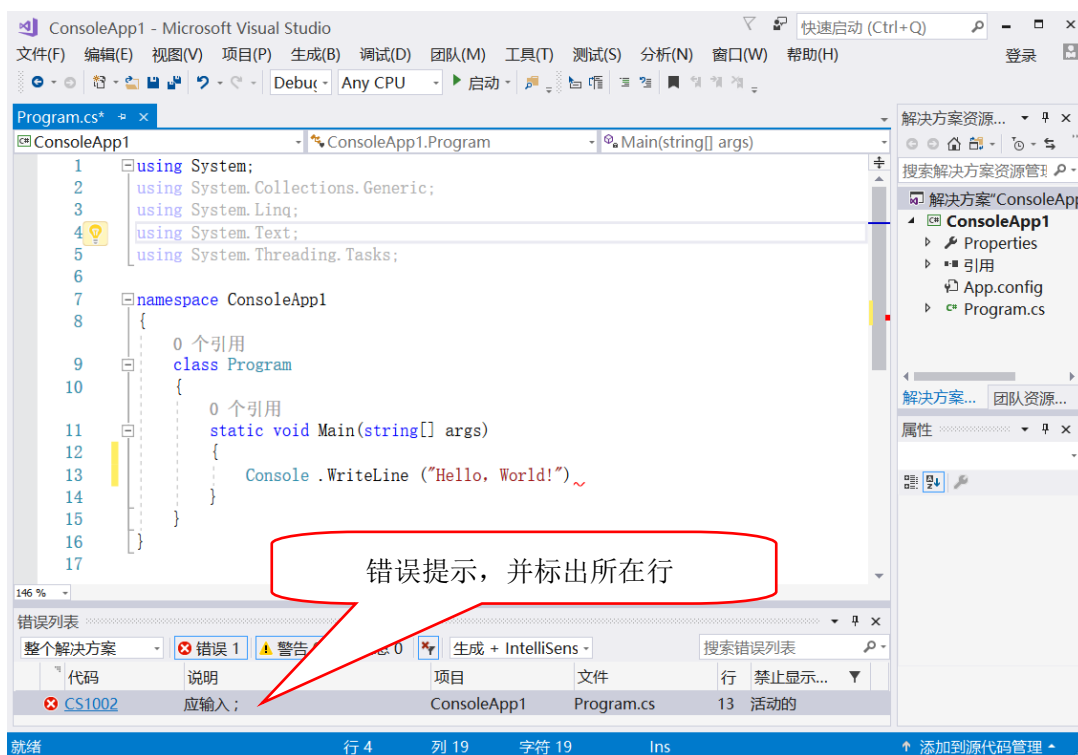 ConsoleApp1 - Microsoft Visual Studio
快速启动 (Ctrl+Q)
文件(F) 编辑(E) 视图(V) 项目(P) 生成(B) 调试(D) 团队(M) 工具(T) 测试(S) 分析(N) 窗口(W) 帮助(H) 登录
Debug Any CPU 启动
Program.cs*
ConsoleApp1 ConsoleApp1.Program Main(string[] args)
1 using System;
2 using System.Collections.Generic;
3 using System.Linq;
4 using System.Text;
5 using System.Threading.Tasks;
6
7 namespace ConsoleApp1
8 {
0 个引用
9 class Program
10 {
0 个引用
11 static void Main(string[] args)
12 {
13 Console .WriteLine ("Hello, World!")
14 }
15 }
16 }
17
146 %
错误提示，并标出所在行
错误列表
整个解决方案 错误 1 警告 0 生成 + IntelliSens 搜索错误列表
代码 说明 项目 文件 行 禁止显示...
CS1002 应输入 ; ConsoleApp1 Program.cs 13 活动的
就绪 行 4 列 19 字符 19 Ins 添加到源代码管理
解决方案资源...
搜索解决方案资源管
解决方案"ConsoleApp
ConsoleApp1
Properties
引用
App.config
Program.cs
解决方案... 团队资源...
属性